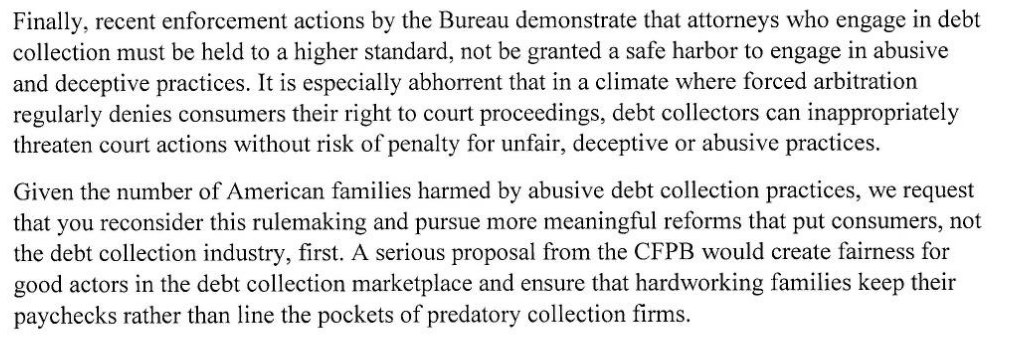 Finally, recent enforcement actions by the Bureau demonstrate that attorneys who engage in debt
collection must be held to a higher standard, not be granted a safe harbor to engage in abusive
and deceptive practices. It is especially abhorrent that in a climate where forced arbitration
regularly denies consumers their right to court proceedings, debt collectors can inappropriately
threaten court actions without risk of penalty for unfair, deceptive or abusive practices.
Given the number of American families harmed by abusive debt collection practices, we request
that you reconsider this rulemaking and pursue more meaningful reforms that put consumers, not
the debt collection industry, first. A serious proposal from the CFPB would create fairness for
good actors in the debt collection marketplace and ensure that hardworking families keep their
paychecks rather than line the pockets of predatory collection firms.